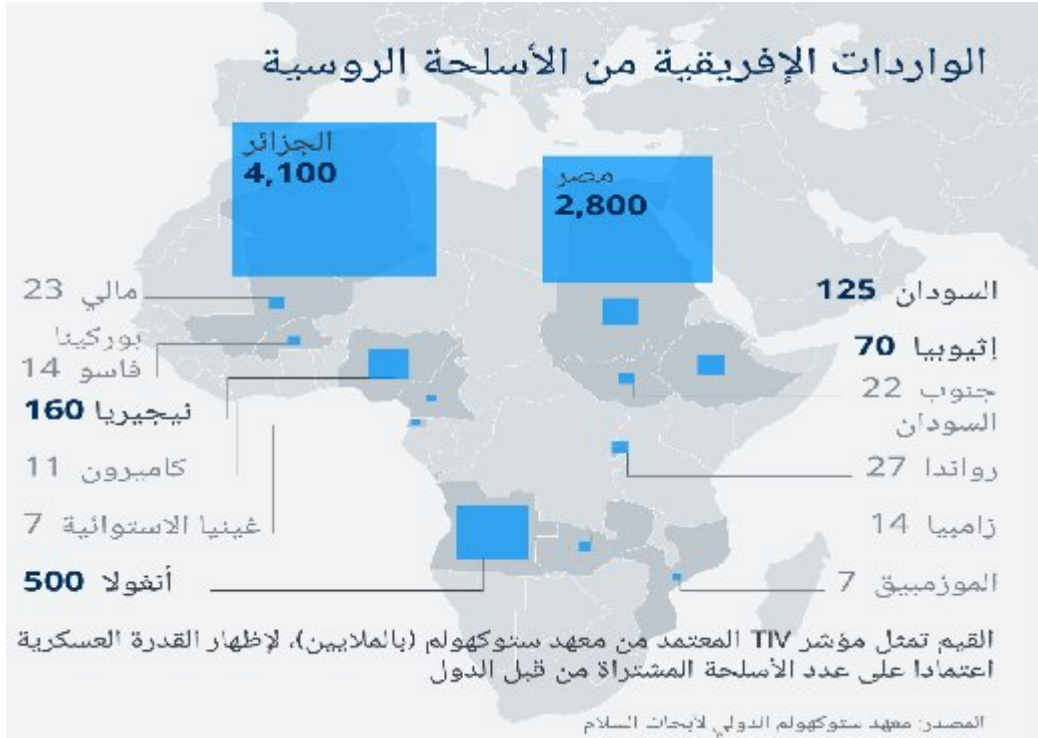 الواردات الإفريقية من الأسلحة الروسية
الجزائر
4,100
مصر
2,800
السودان 125
إثيوبيا 70
جنوب 22
السودان
رواندا 27
زامبيا 14
الموزمبيق 7
مالي 23
بوركينا
فاسو 14
نيجيريا 160
كاميرون 11
غينيا الاستوائية 7
أنغولا 500
القيم تمثل مؤشر TIV المعتمد من معهد ستوكهولم (بالملايين)، لإظهار القدرة العسكرية
اعتمادا على عدد الأسلحة المشتراة من قبل الدول
المصدر: معهد ستوكهولم الدولي لأبحاث السلام